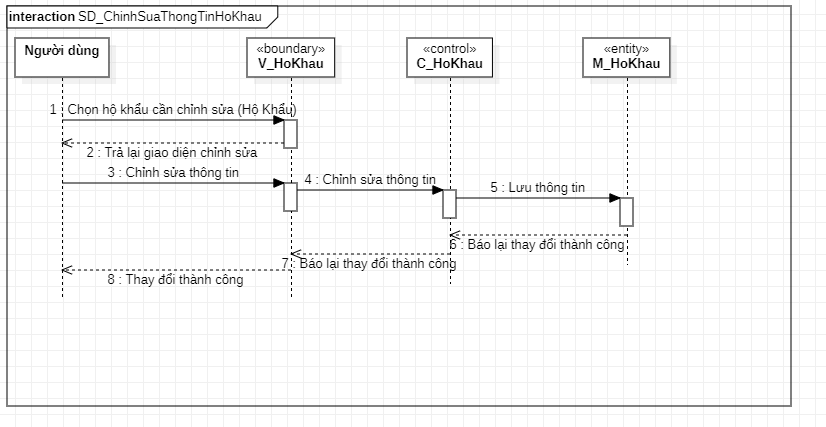 interaction SD_ChinhSuaThongTinHoKhau
Người dùng
«boundary»
V_HoKhau
«control»
C_HoKhau
«entity»
M_HoKhau
1 : Chọn hộ khẩu cần chỉnh sửa (Hộ Khẩu)
2 : Trả lại giao diện chỉnh sửa
3 : Chỉnh sửa thông tin
4 : Chỉnh sửa thông tin
5 : Lưu thông tin
6 : Báo lại thay đổi thành công
7 : Báo lại thay đổi thành công
8 : Thay đổi thành công